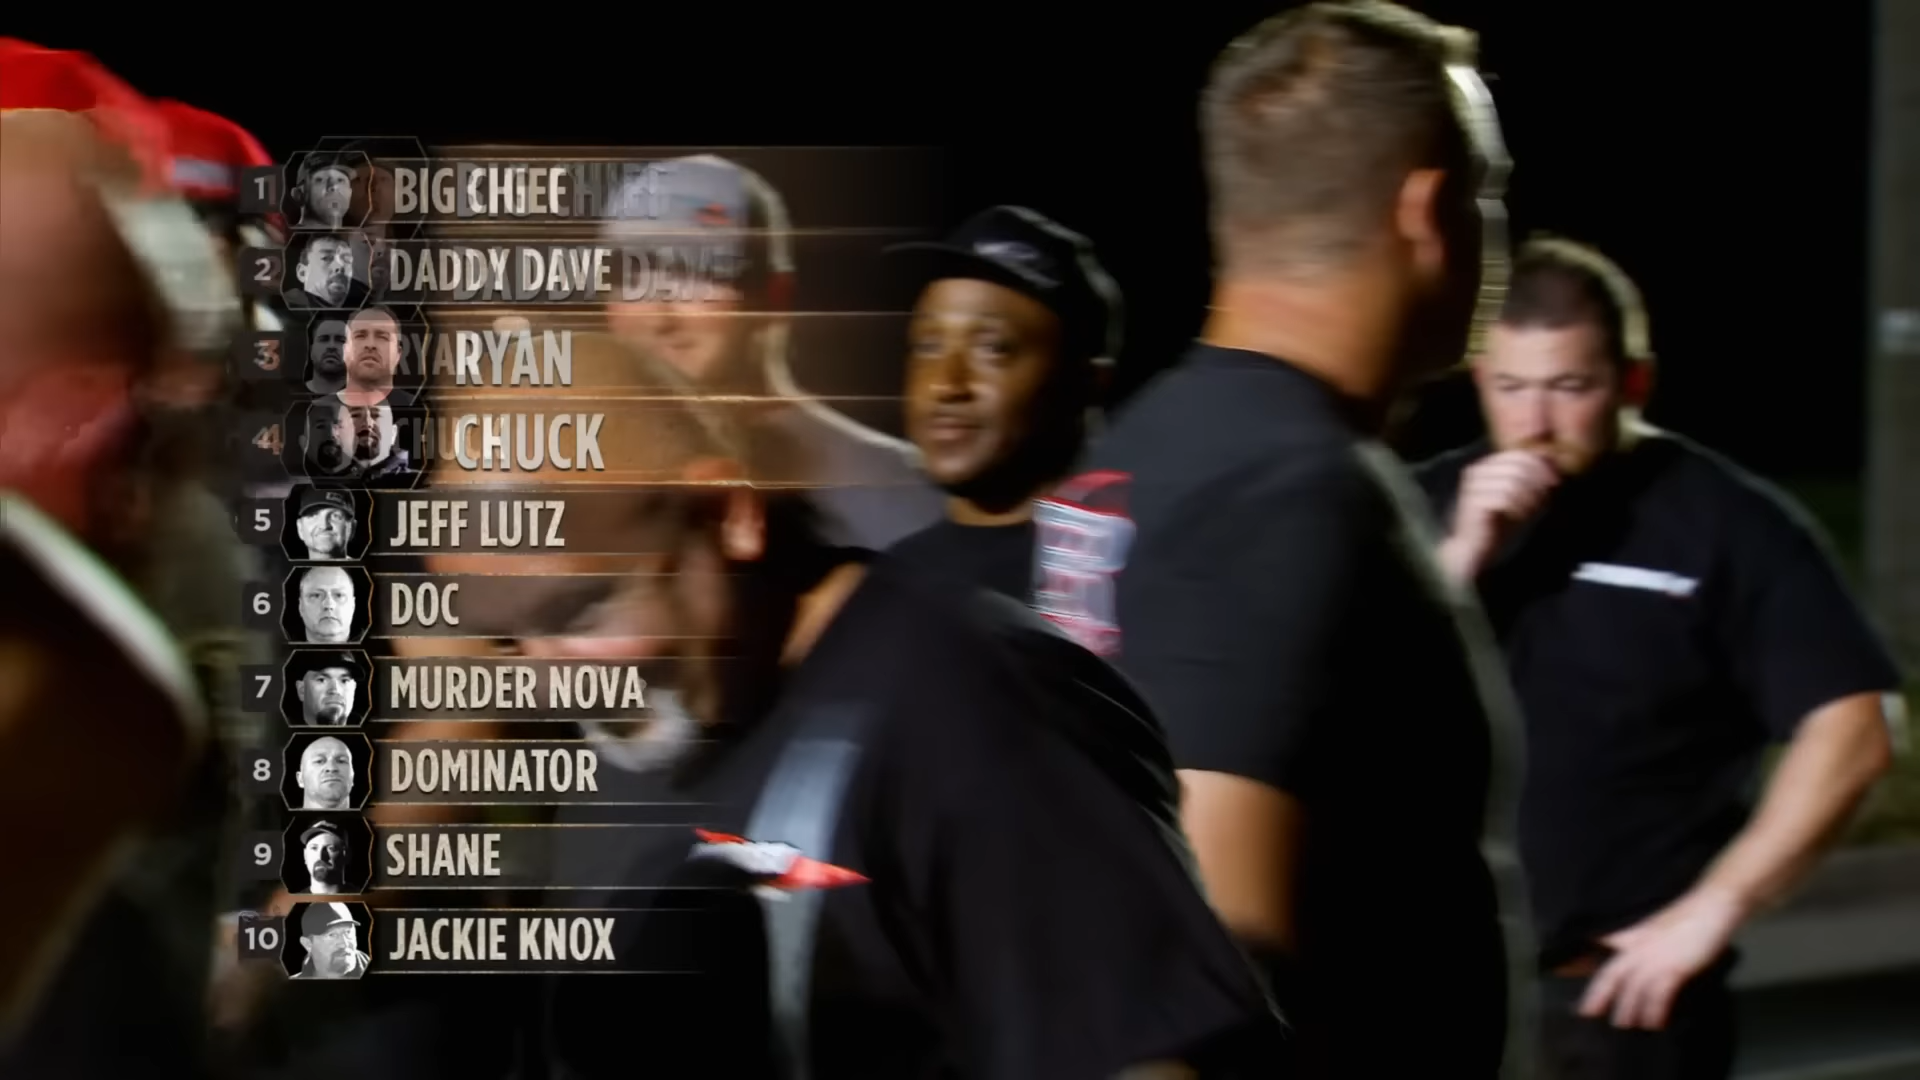 1 BIG CHIEF
2 DADDY DAVE
3 RYAN
4 CHUCK
5 JEFF LUTZ
6 DOC
7 MURDER NOVA
8 DOMINATOR
9 SHANE
10 JACKIE KNOX